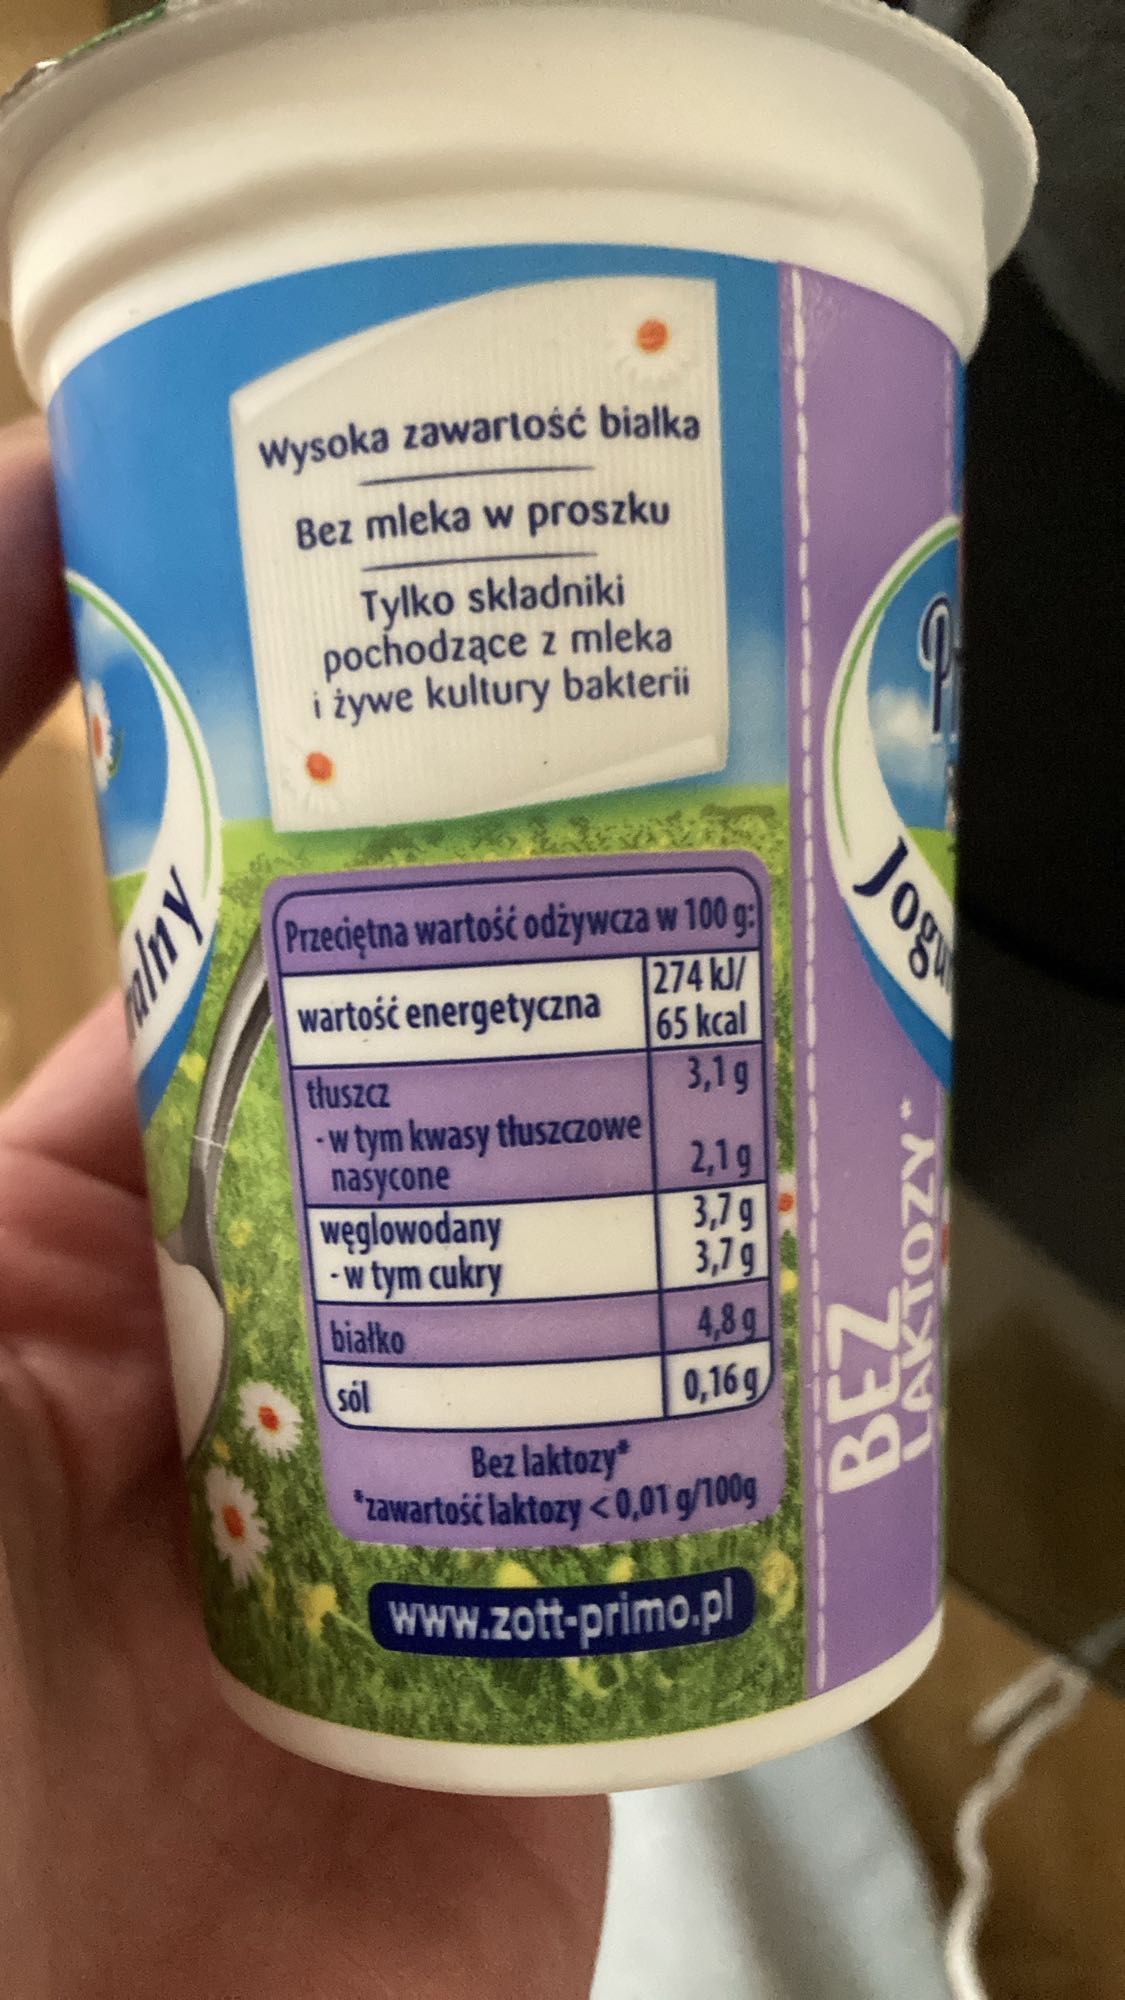 Wysoka zawartość białka
Bez mleka w proszku
Tylko składniki
pochodzące z mleka
i żywe kultury bakterii
Przeciętna wartość odżywcza w 100 g:
wartość energetyczna 274 kJ/
65 kcal
tłuszcz 3,1 g
- w tym kwasy tłuszczowe
nasycone 2,1 g
węglowodany 3,7 g
- w tym cukry 3,7 g
białko 4,8 g
sól 0,16 g
Bez laktozy*
*zawartość laktozy < 0,01 g/100g
www.zott-primo.pl
BEZ
LAKTOZY*